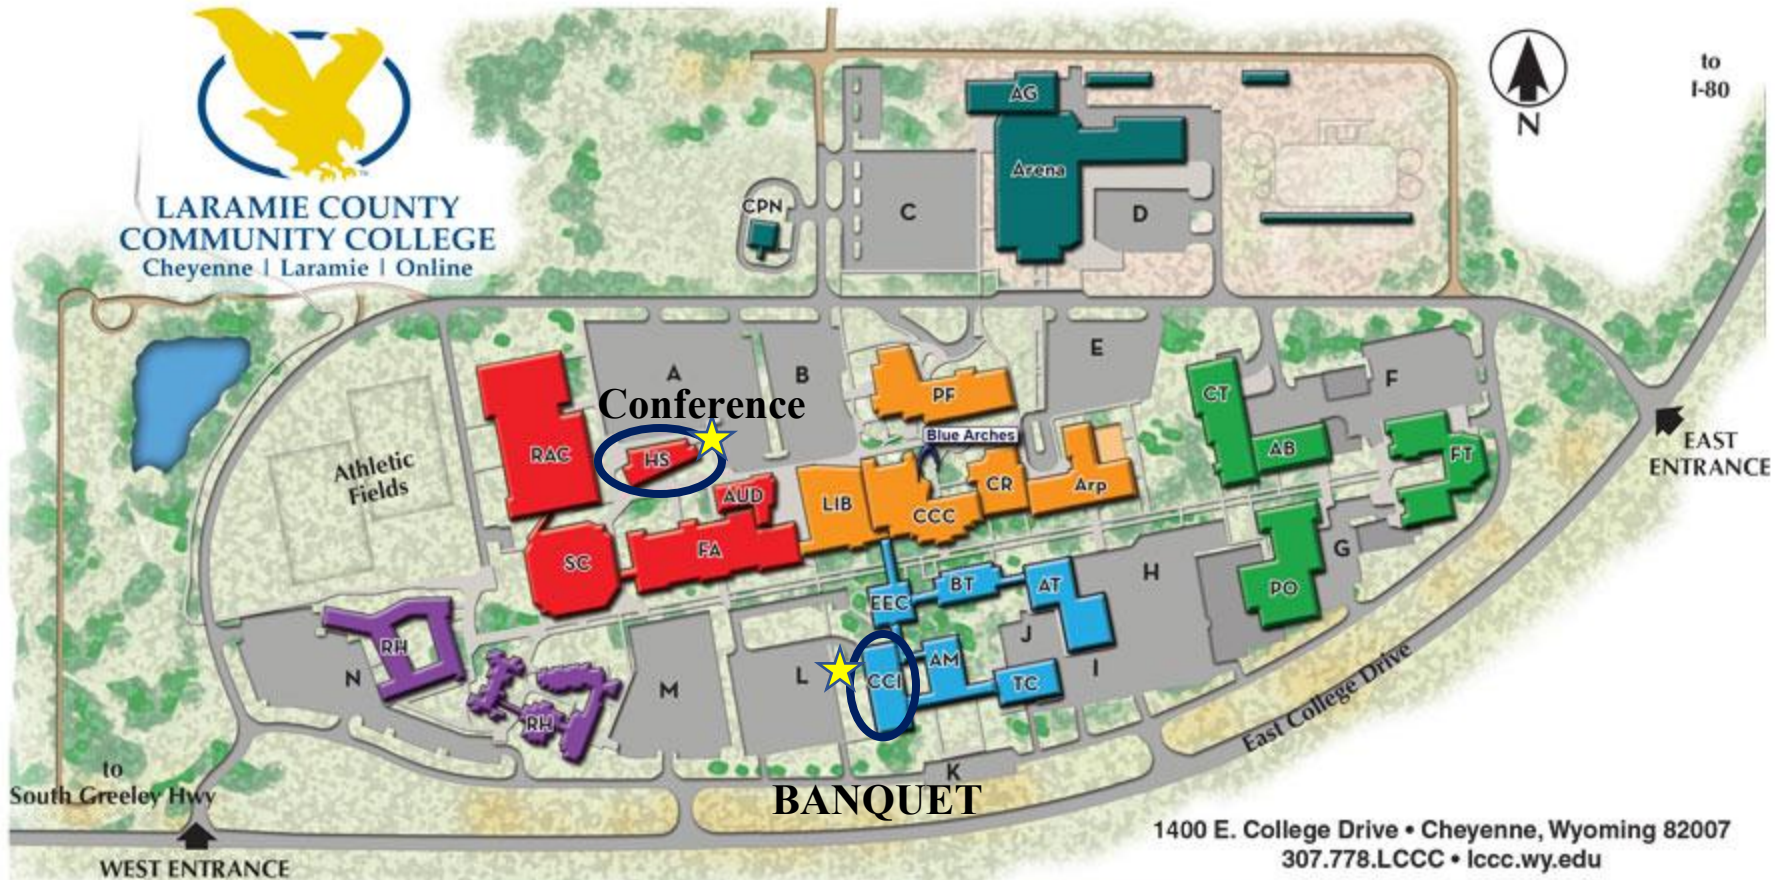 LARAMIE COUNTY
COMMUNITY COLLEGE
Cheyenne | Laramie | Online
TM
N
to
I-80
AG
Arena
CPN
C
D
A
B
E
Conference
PF
CT
F
RAC
HS
Blue Arches
EAST
ENTRANCE
Athletic
Fields
AUD
LIB
CCC
CR
Arp
AB
FT
SC
FA
EEC
BT
AT
H
G
PO
RH
N
J
M
L
CCI
AM
TC
I
RH
East College Drive
K
to
South Greeley Hwy
BANQUET
WEST ENTRANCE
1400 E. College Drive • Cheyenne, Wyoming 82007
307.778.LCCC • lccc.wy.edu